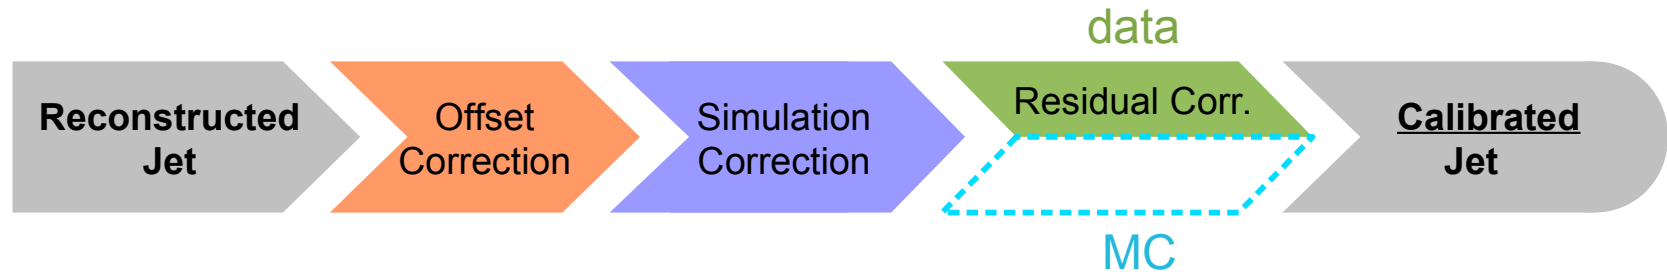 data
Reconstructed
Jet
Offset
Correction
Simulation
Correction
Residual Corr.
Calibrated
Jet
MC